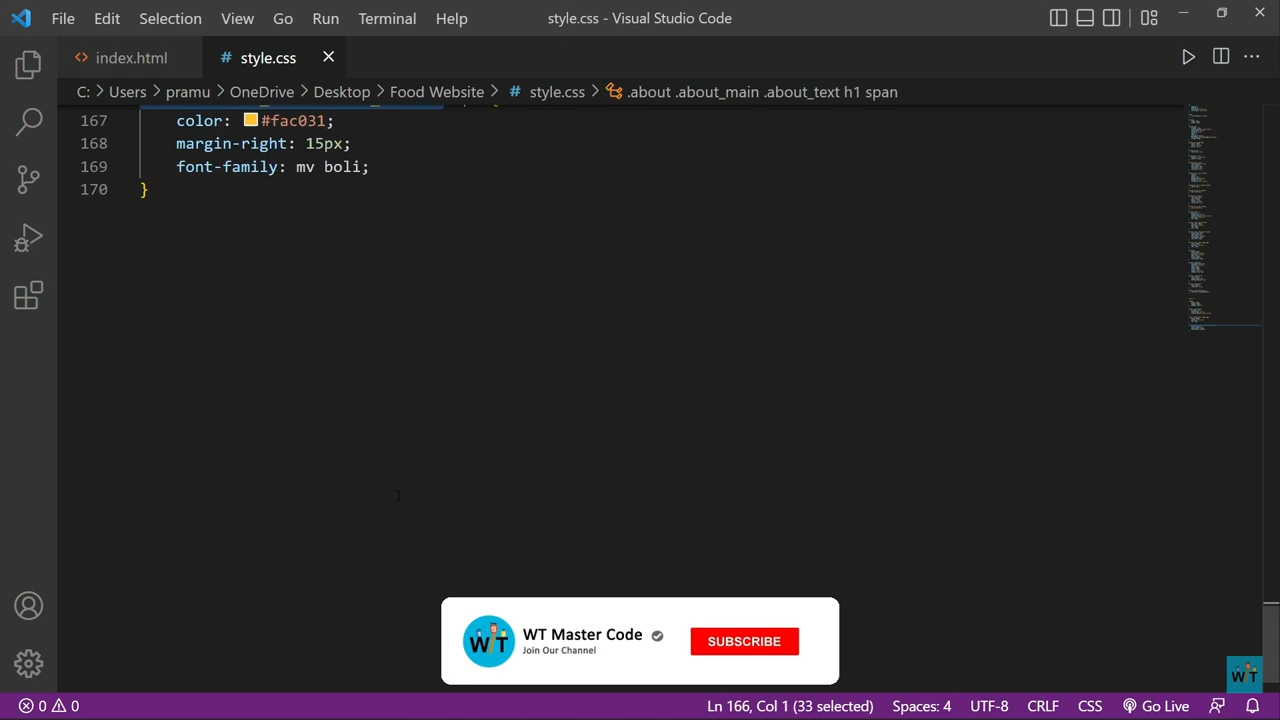 File Edit Selection View Go Run Terminal Help style.css - Visual Studio Code
<> index.html # style.css
C: > Users > pramu > OneDrive > Desktop > Food Website > # style.css > .about .about_main .about_text h1 span
167 color: #fac031;
168 margin-right: 15px;
169 font-family: mv boli;
170 }
WT
WT Master Code
Join Our Channel
SUBSCRIBE
WT
0 0 Ln 166, Col 1 (33 selected) Spaces: 4 UTF-8 CRLF CSS Go Live